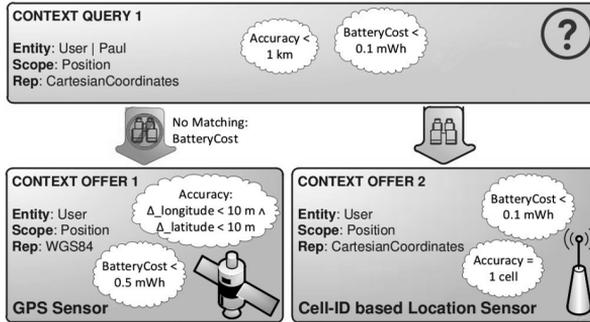 CONTEXT QUERY 1
Entity: User | Paul
Scope: Position
Rep: CartesianCoordinates
Accuracy <
1 km
BatteryCost <
0.1 mWh
?
No Matching:
BatteryCost
CONTEXT OFFER 1
Entity: User
Scope: Position
Rep: WGS84
Accuracy:
Δ_longitude < 10 m ∧
Δ_latitude < 10 m
BatteryCost <
0.5 mWh
GPS Sensor
CONTEXT OFFER 2
Entity: User
Scope: Position
Rep: CartesianCoordinates
BatteryCost <
0.1 mWh
Accuracy =
1 cell
Cell-ID based Location Sensor